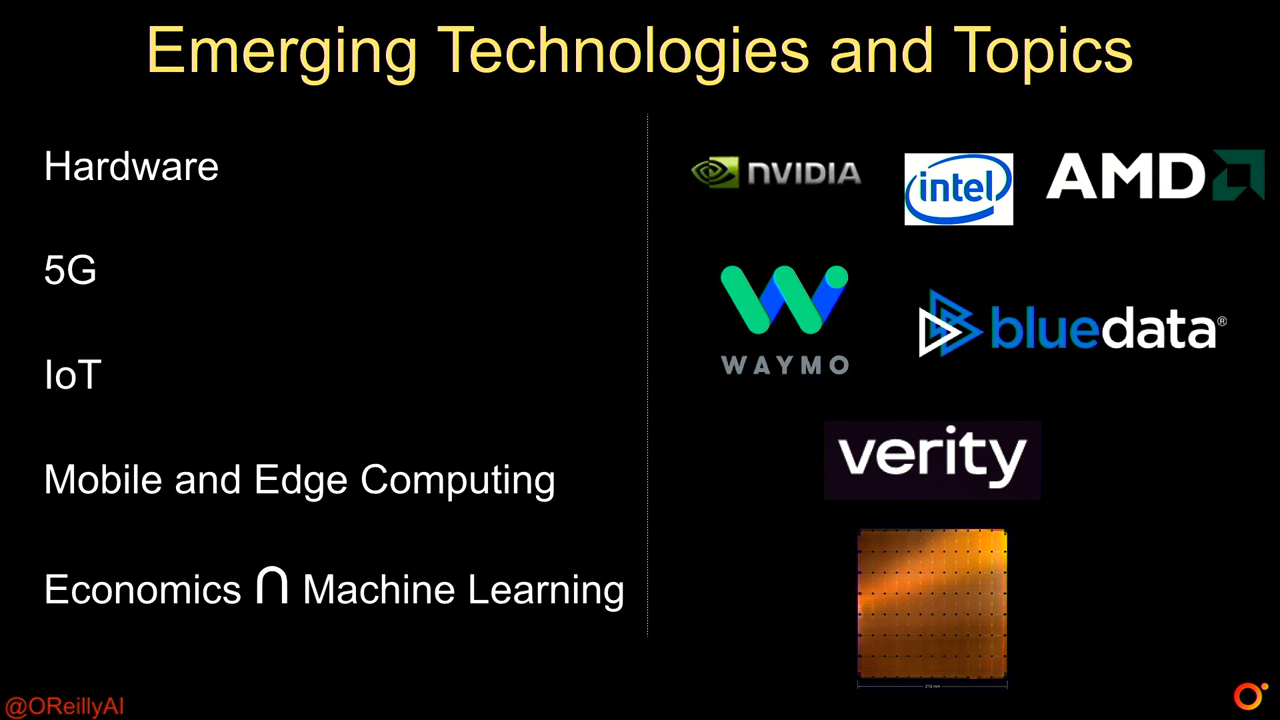 Emerging Technologies and Topics
Hardware
5G
IoT
Mobile and Edge Computing
Economics ∩ Machine Learning
NVIDIA
intel
AMD
WAYMO
bluedata®
verity
@OReillyAI